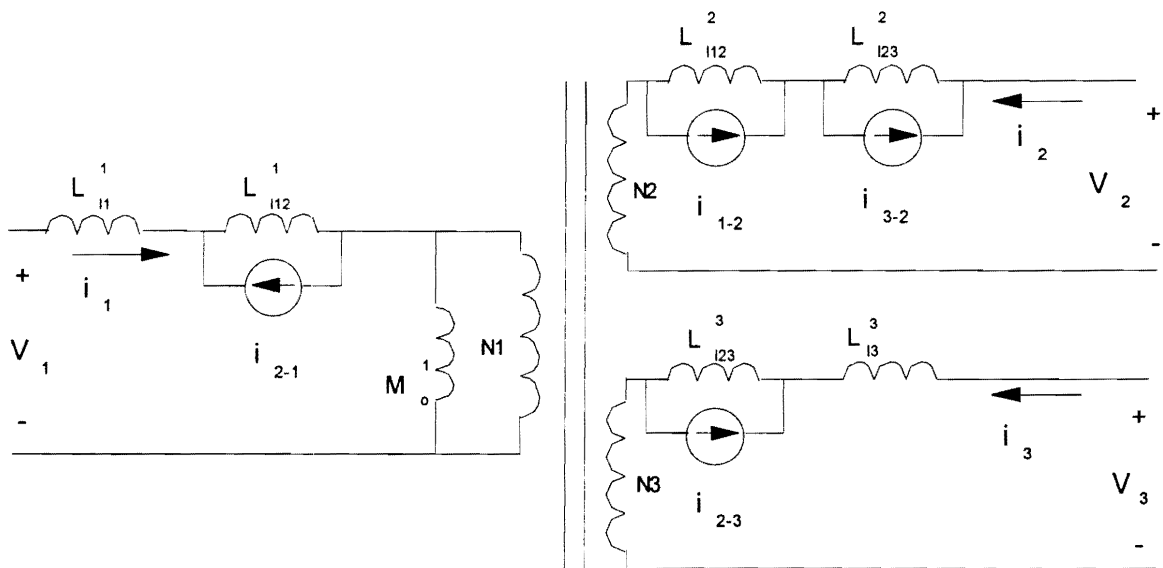 L 2 l12
L 2 l23
+
i 2
N2
V 2
i 1-2
i 3-2
-
L 1 l1
L 1 l12
+
i 1
V 1
i 2-1
M 1 o
N1
-
L 3 l23
L 3 l3
+
i 3
N3
V 3
i 2-3
-